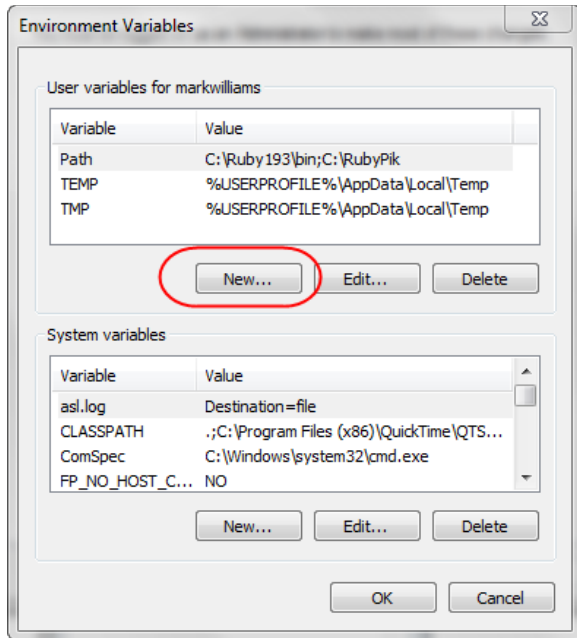 Environment Variables
User variables for markwilliams
Variable Value
Path C:\Ruby193\bin;C:\RubyPik
TEMP %USERPROFILE%\AppData\Local\Temp
TMP %USERPROFILE%\AppData\Local\Temp
New... Edit... Delete
System variables
Variable Value
asl.log Destination=file
CLASSPATH .;C:\Program Files (x86)\QuickTime\QTS...
ComSpec C:\Windows\system32\cmd.exe
FP_NO_HOST_C... NO
New... Edit... Delete
OK Cancel